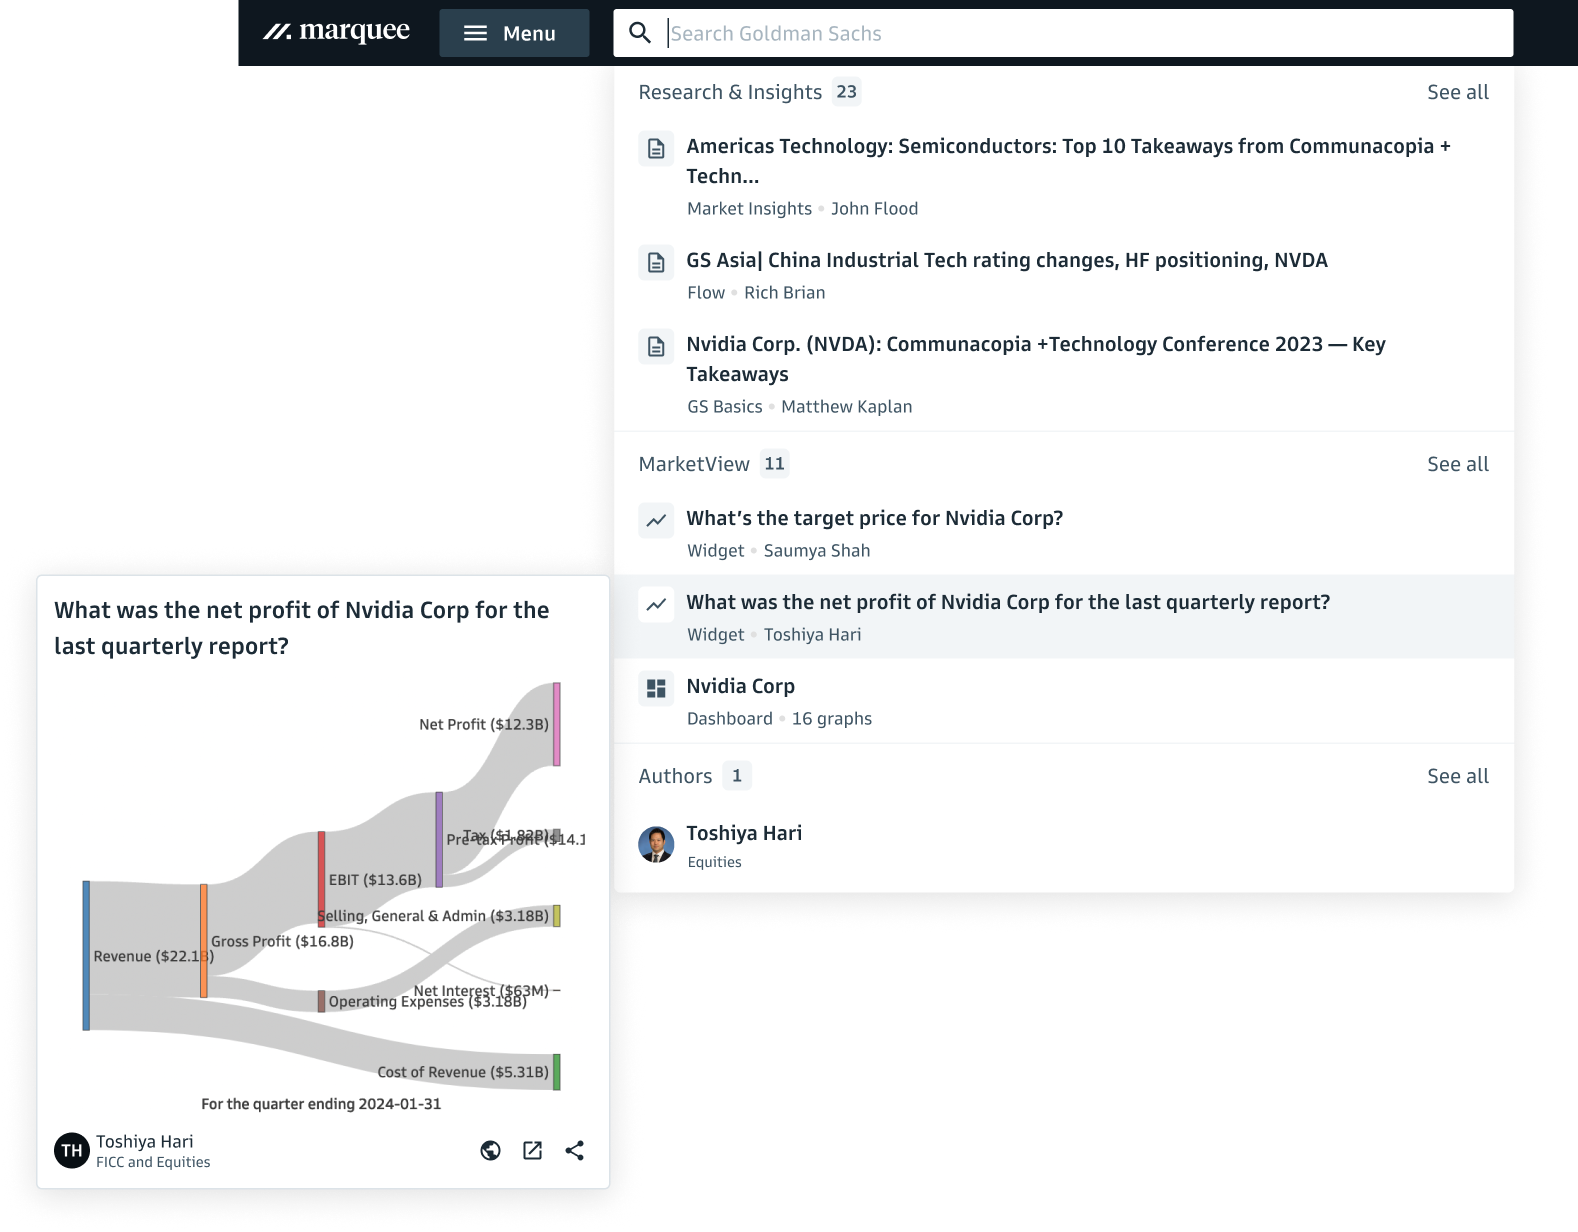 marquee
Menu
Search Goldman Sachs
Research & Insights 23
See all
Americas Technology: Semiconductors: Top 10 Takeaways from Communacopia +
Techn...
Market Insights • John Flood
GS Asia| China Industrial Tech rating changes, HF positioning, NVDA
Flow • Rich Brian
Nvidia Corp. (NVDA): Communacopia +Technology Conference 2023 — Key
Takeaways
GS Basics • Matthew Kaplan
MarketView 11
See all
What's the target price for Nvidia Corp?
Widget • Saumya Shah
What was the net profit of Nvidia Corp for the last quarterly report?
Widget • Toshiya Hari
Nvidia Corp
Dashboard • 16 graphs
Authors 1
See all
Toshiya Hari
Equities
What was the net profit of Nvidia Corp for the
last quarterly report?
Net Profit ($12.3B)
Tax ($1.82B)
Pre-tax Profit ($14.1
EBIT ($13.6B)
Selling, General & Admin ($3.18B)
Gross Profit ($16.8B)
Revenue ($22.1B)
Net Interest ($63M)
Operating Expenses ($3.18B)
Cost of Revenue ($5.31B)
For the quarter ending 2024-01-31
TH
Toshiya Hari
FICC and Equities